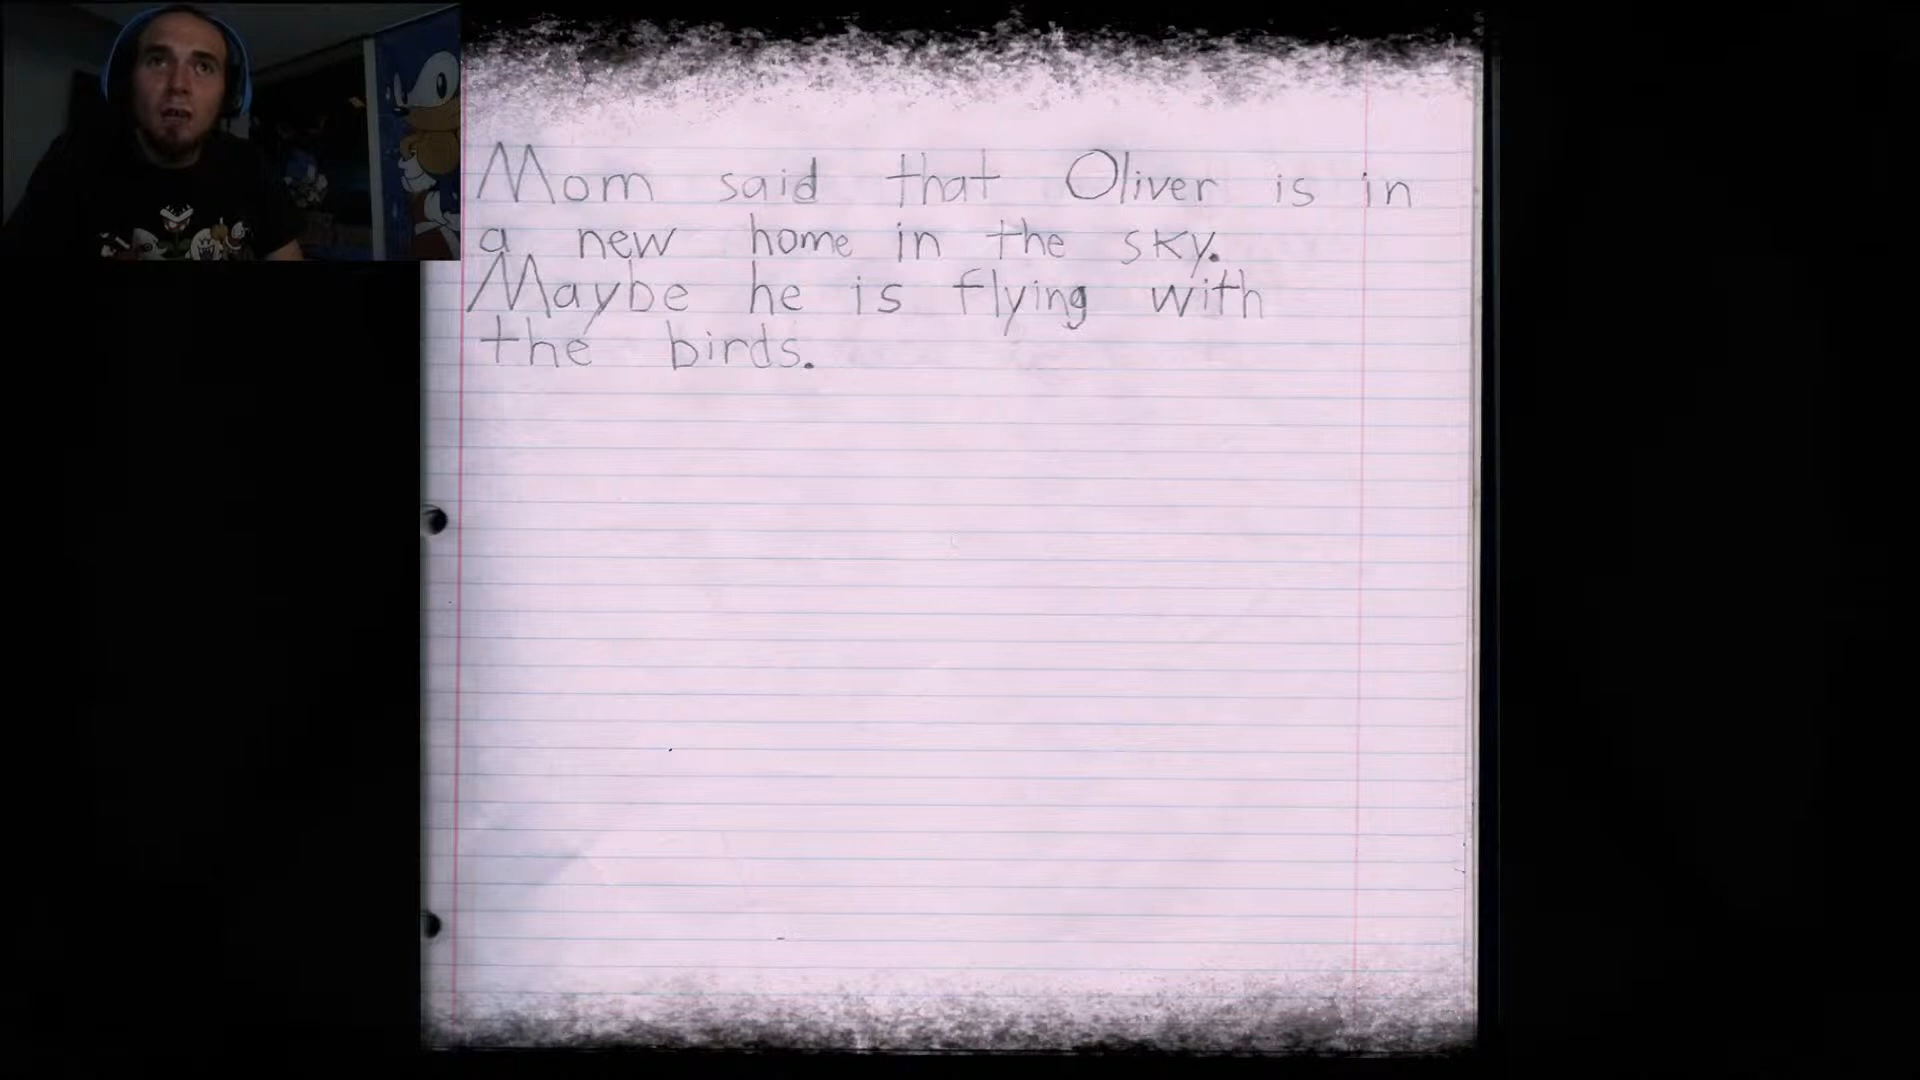 Mom said that Oliver is in
a new home in the sky.
Maybe he is flying with
the birds.